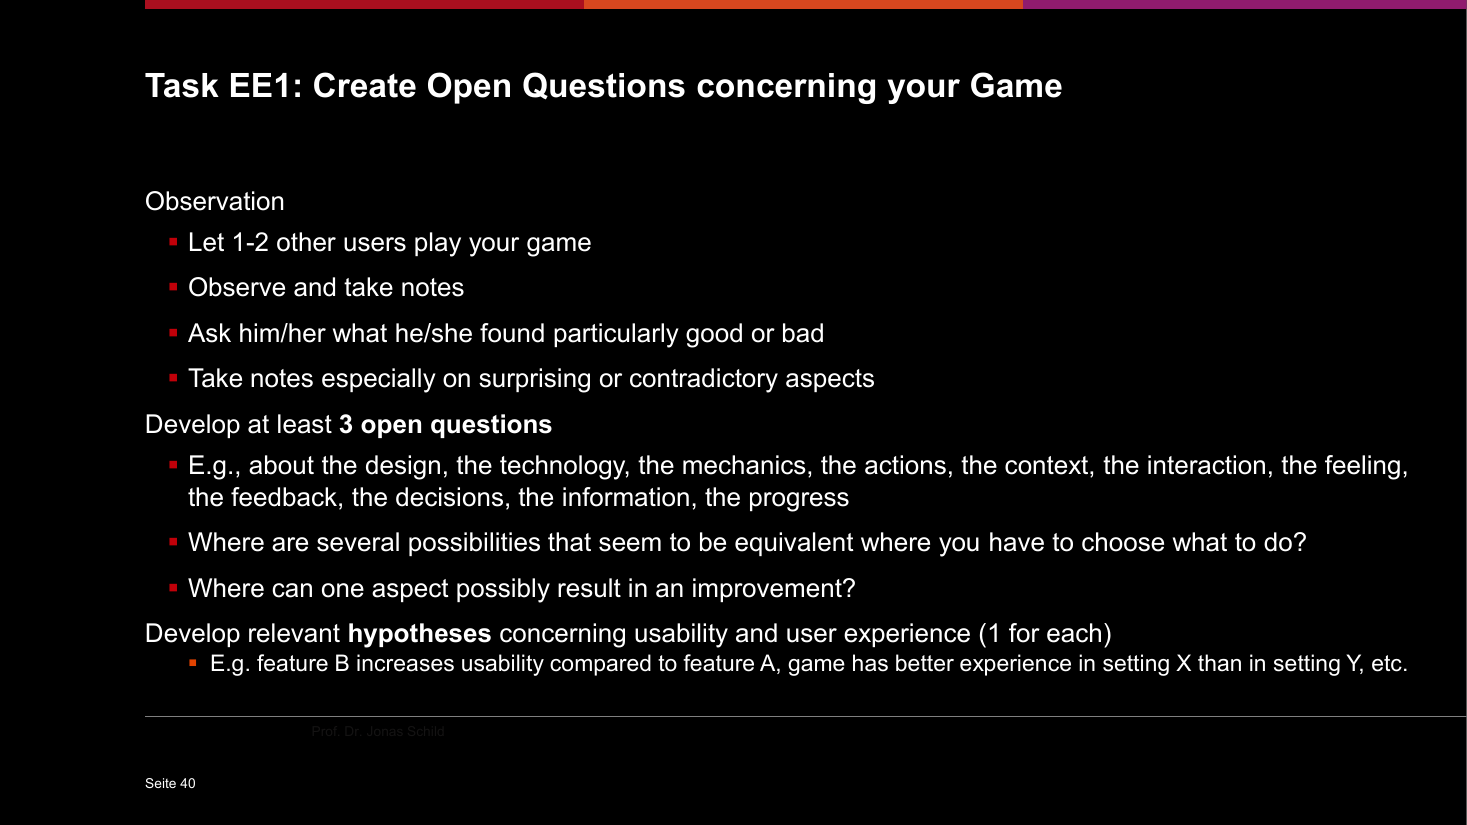 Task EE1: Create Open Questions concerning your Game
Observation
Let 1-2 other users play your game
Observe and take notes
Ask him/her what he/she found particularly good or bad
Take notes especially on surprising or contradictory aspects
Develop at least 3 open questions
E.g., about the design, the technology, the mechanics, the actions, the context, the interaction, the feeling,
the feedback, the decisions, the information, the progress
Where are several possibilities that seem to be equivalent where you have to choose what to do?
Where can one aspect possibly result in an improvement?
Develop relevant hypotheses concerning usability and user experience (1 for each)
E.g. feature B increases usability compared to feature A, game has better experience in setting X than in setting Y, etc.
Prof. Dr. Jonas Schild
Seite 40